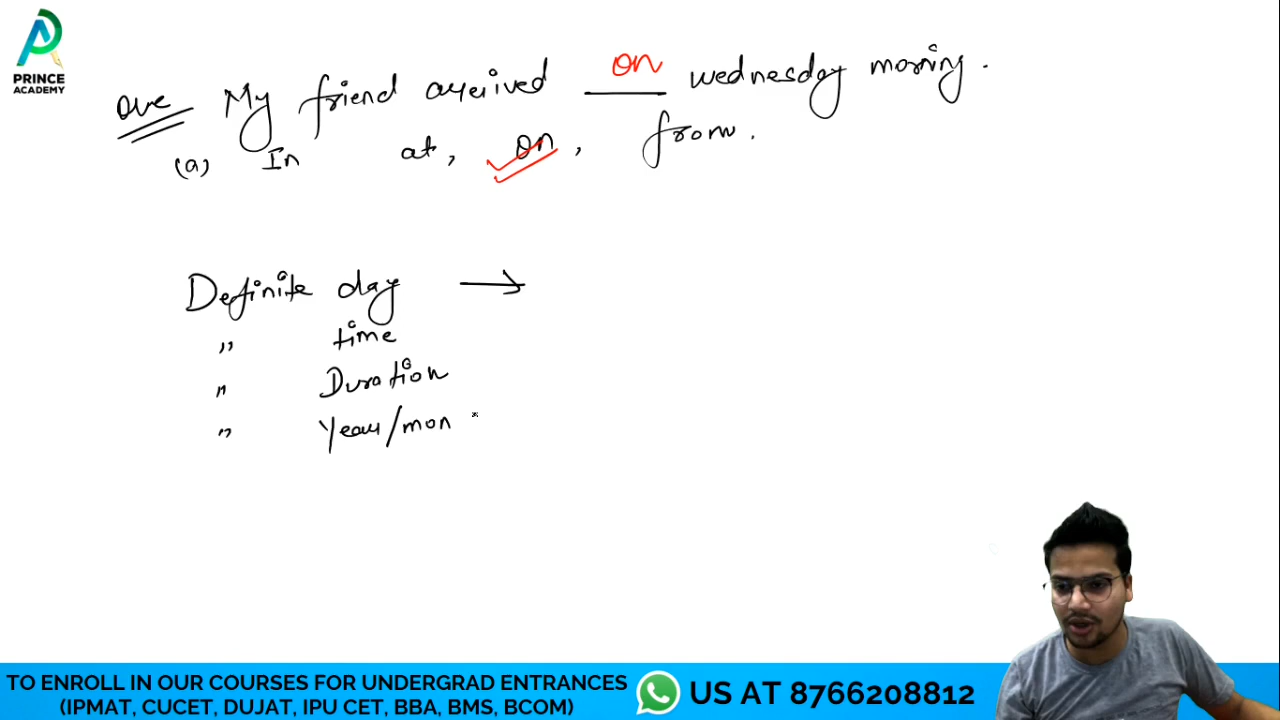 PRINCE
ACADEMY
Que My friend arrived on wednesday morning.
(a) In at, on, from.
Definite day →
" time
" Duration
" Year/mon
TO ENROLL IN OUR COURSES FOR UNDERGRAD ENTRANCES
(IPMAT, CUCET, DUJAT, IPU CET, BBA, BMS, BCOM)
US AT 8766208812